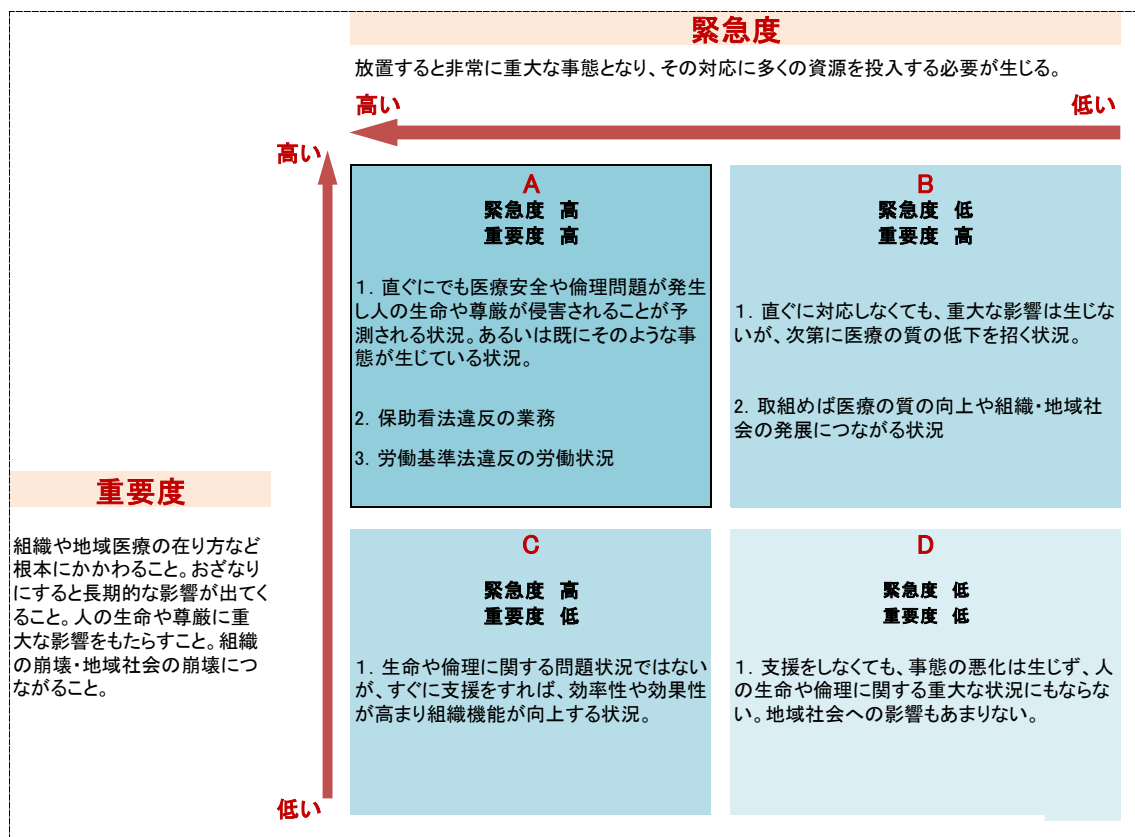 緊急度
放置すると非常に重大な事態となり、その対応に多くの資源を投入する必要が生じる。
高い
低い
高い
A
緊急度 高
重要度 高
1. 直ぐにでも医療安全や倫理問題が発生
し人の生命や尊厳が侵害されることが予
測される状況。あるいは既にそのような事
態が生じている状況。
2. 保助看法違反の業務
3. 労働基準法違反の労働状況
B
緊急度 低
重要度 高
1. 直ぐに対応しなくても、重大な影響は生じな
いが、次第に医療の質の低下を招く状況。
2. 取組めば医療の質の向上や組織・地域社
会の発展につながる状況
重要度
組織や地域医療の在り方など
根本にかかわること。おざなり
にすると長期的な影響が出てく
ること。人の生命や尊厳に重
大な影響をもたらすこと。組織
の崩壊・地域社会の崩壊につ
ながること。
C
緊急度 高
重要度 低
1. 生命や倫理に関する問題状況ではない
が、すぐに支援をすれば、効率性や効果性
が高まり組織機能が向上する状況。
D
緊急度 低
重要度 低
1. 支援をしなくても、事態の悪化は生じず、人
の生命や倫理に関する重大な状況にもならな
い。地域社会への影響もあまりない。
低い